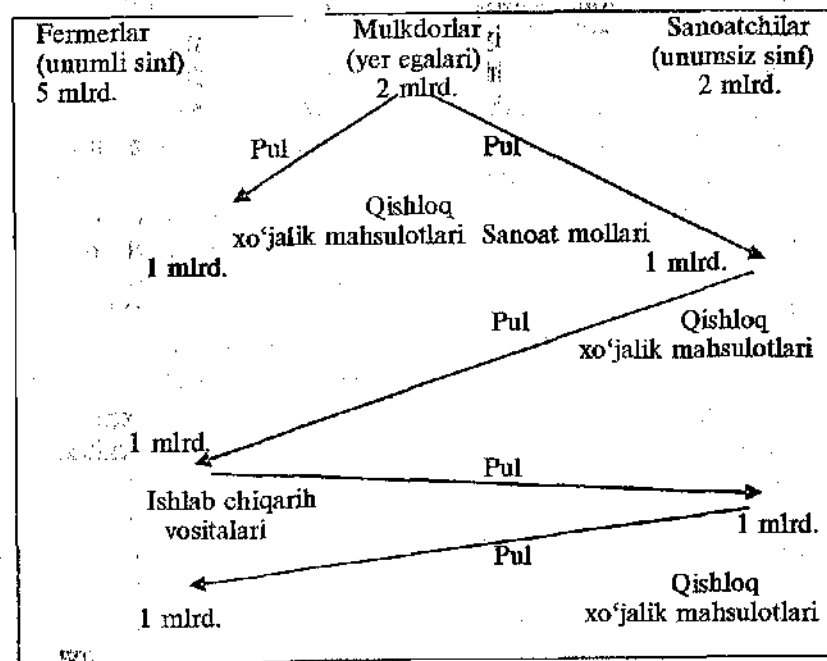 Fermerlar
(unumli sinf)
5 mlrd.
Mulkdorlar
(yer egalari)
2 mlrd.
Sanoatchilar
(unumsiz sinf)
2 mlrd.
Pul
Pul
Qishloq
xo‘jalik mahsulotlari
Sanoat mollari
1 mlrd.
1 mlrd.
Pul
Qishloq
xo‘jalik mahsulotlari
1 mlrd.
Pul
Ishlab chiqarih
vositalari
1 mlrd.
Pul
Qishloq
xo‘jalik mahsulotlari
1 mlrd.